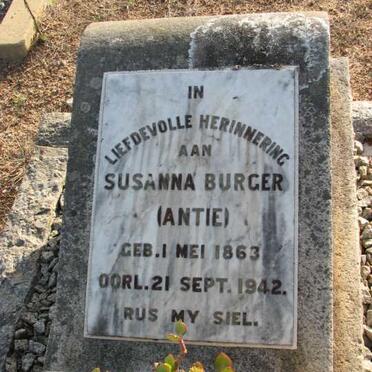 IN
LIEFDEVOLLE HERINNERING
AAN
SUSANNA BURGER
(ANTIE)
GEB. 1 MEI 1863
OORL. 21 SEPT. 1942.
RUS MY SIEL.